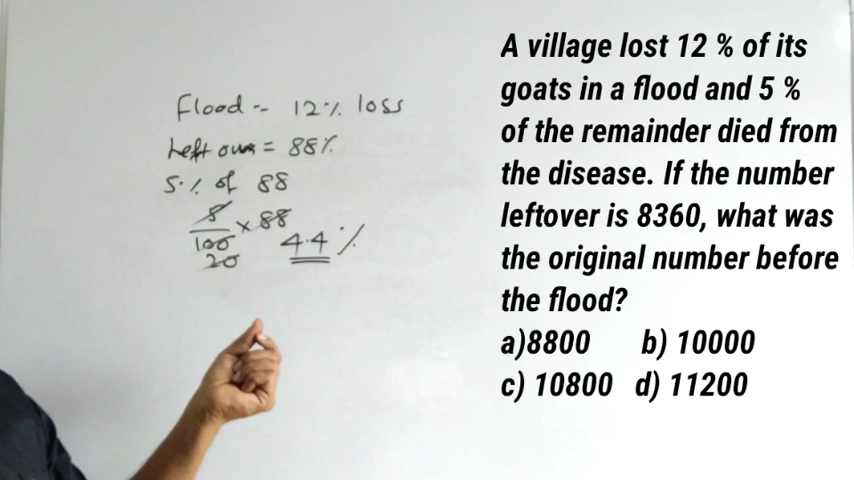 Flood :- 12% loss
Left over = 88%
5% of 88
5/100 × 88
20 4.4%
A village lost 12 % of its
goats in a flood and 5 %
of the remainder died from
the disease. If the number
leftover is 8360, what was
the original number before
the flood?
a)8800 b) 10000
c) 10800 d) 11200